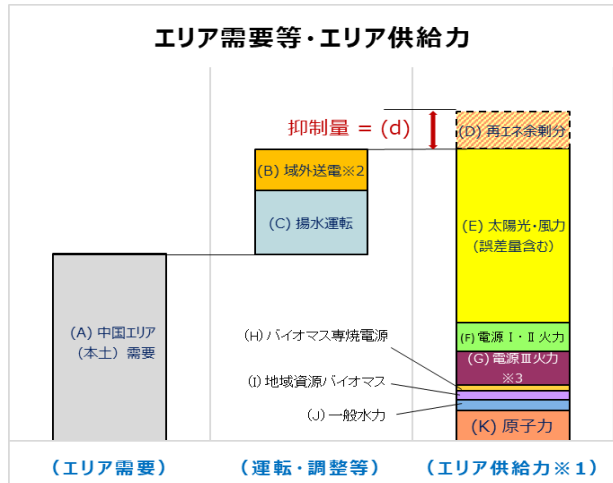 エリア需要等・エリア供給力
抑制量 = (d)
(D) 再エネ余剰分
(B) 域外送電※2
(C) 揚水運転
(E) 太陽光・風力
(誤差量含む)
(A) 中国エリア
(本土) 需要
(H) バイオマス専焼電源
(F) 電源Ⅰ・Ⅱ火力
(G) 電源Ⅲ火力
※3
(I) 地域資源バイオマス
(J) 一般水力
(K) 原子力
(エリア需要)
(運転・調整等)
(エリア供給力※1)